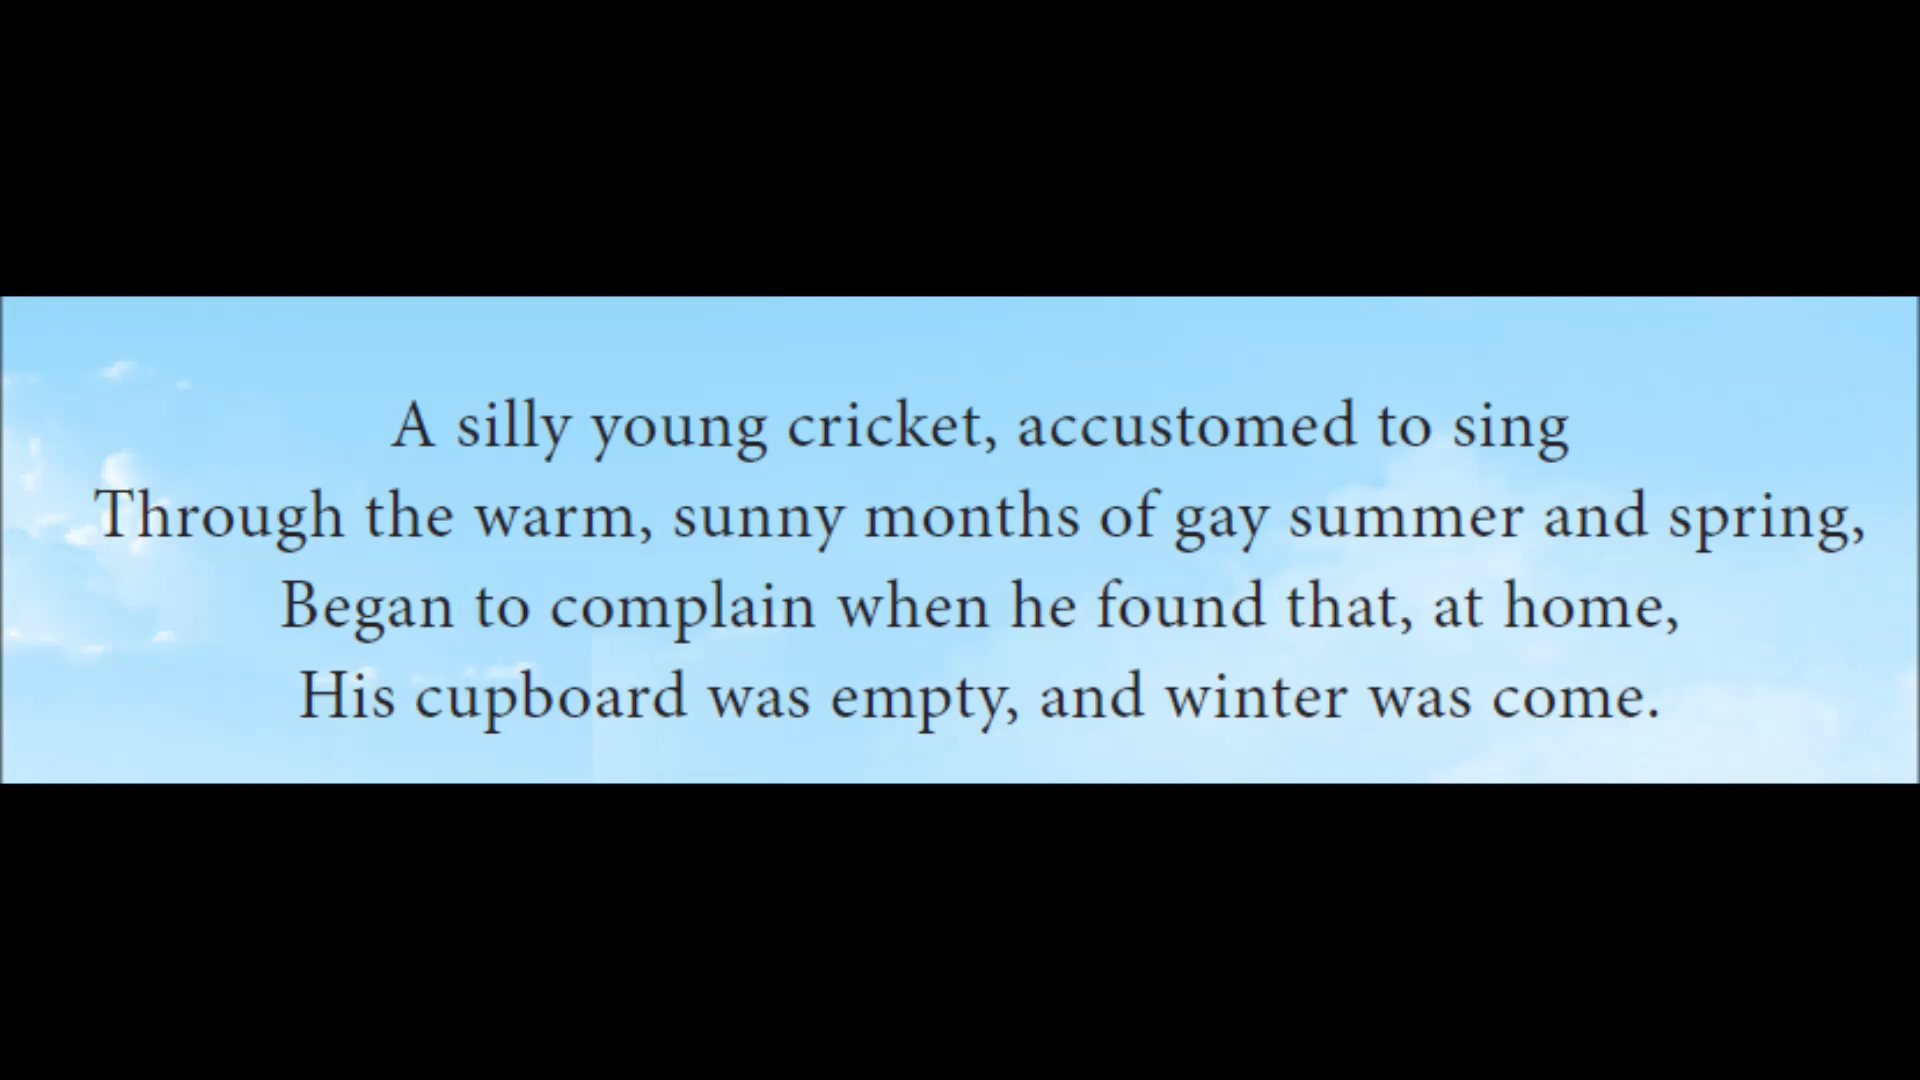 A silly young cricket, accustomed to sing
Through the warm, sunny months of gay summer and spring,
Began to complain when he found that, at home,
His cupboard was empty, and winter was come.